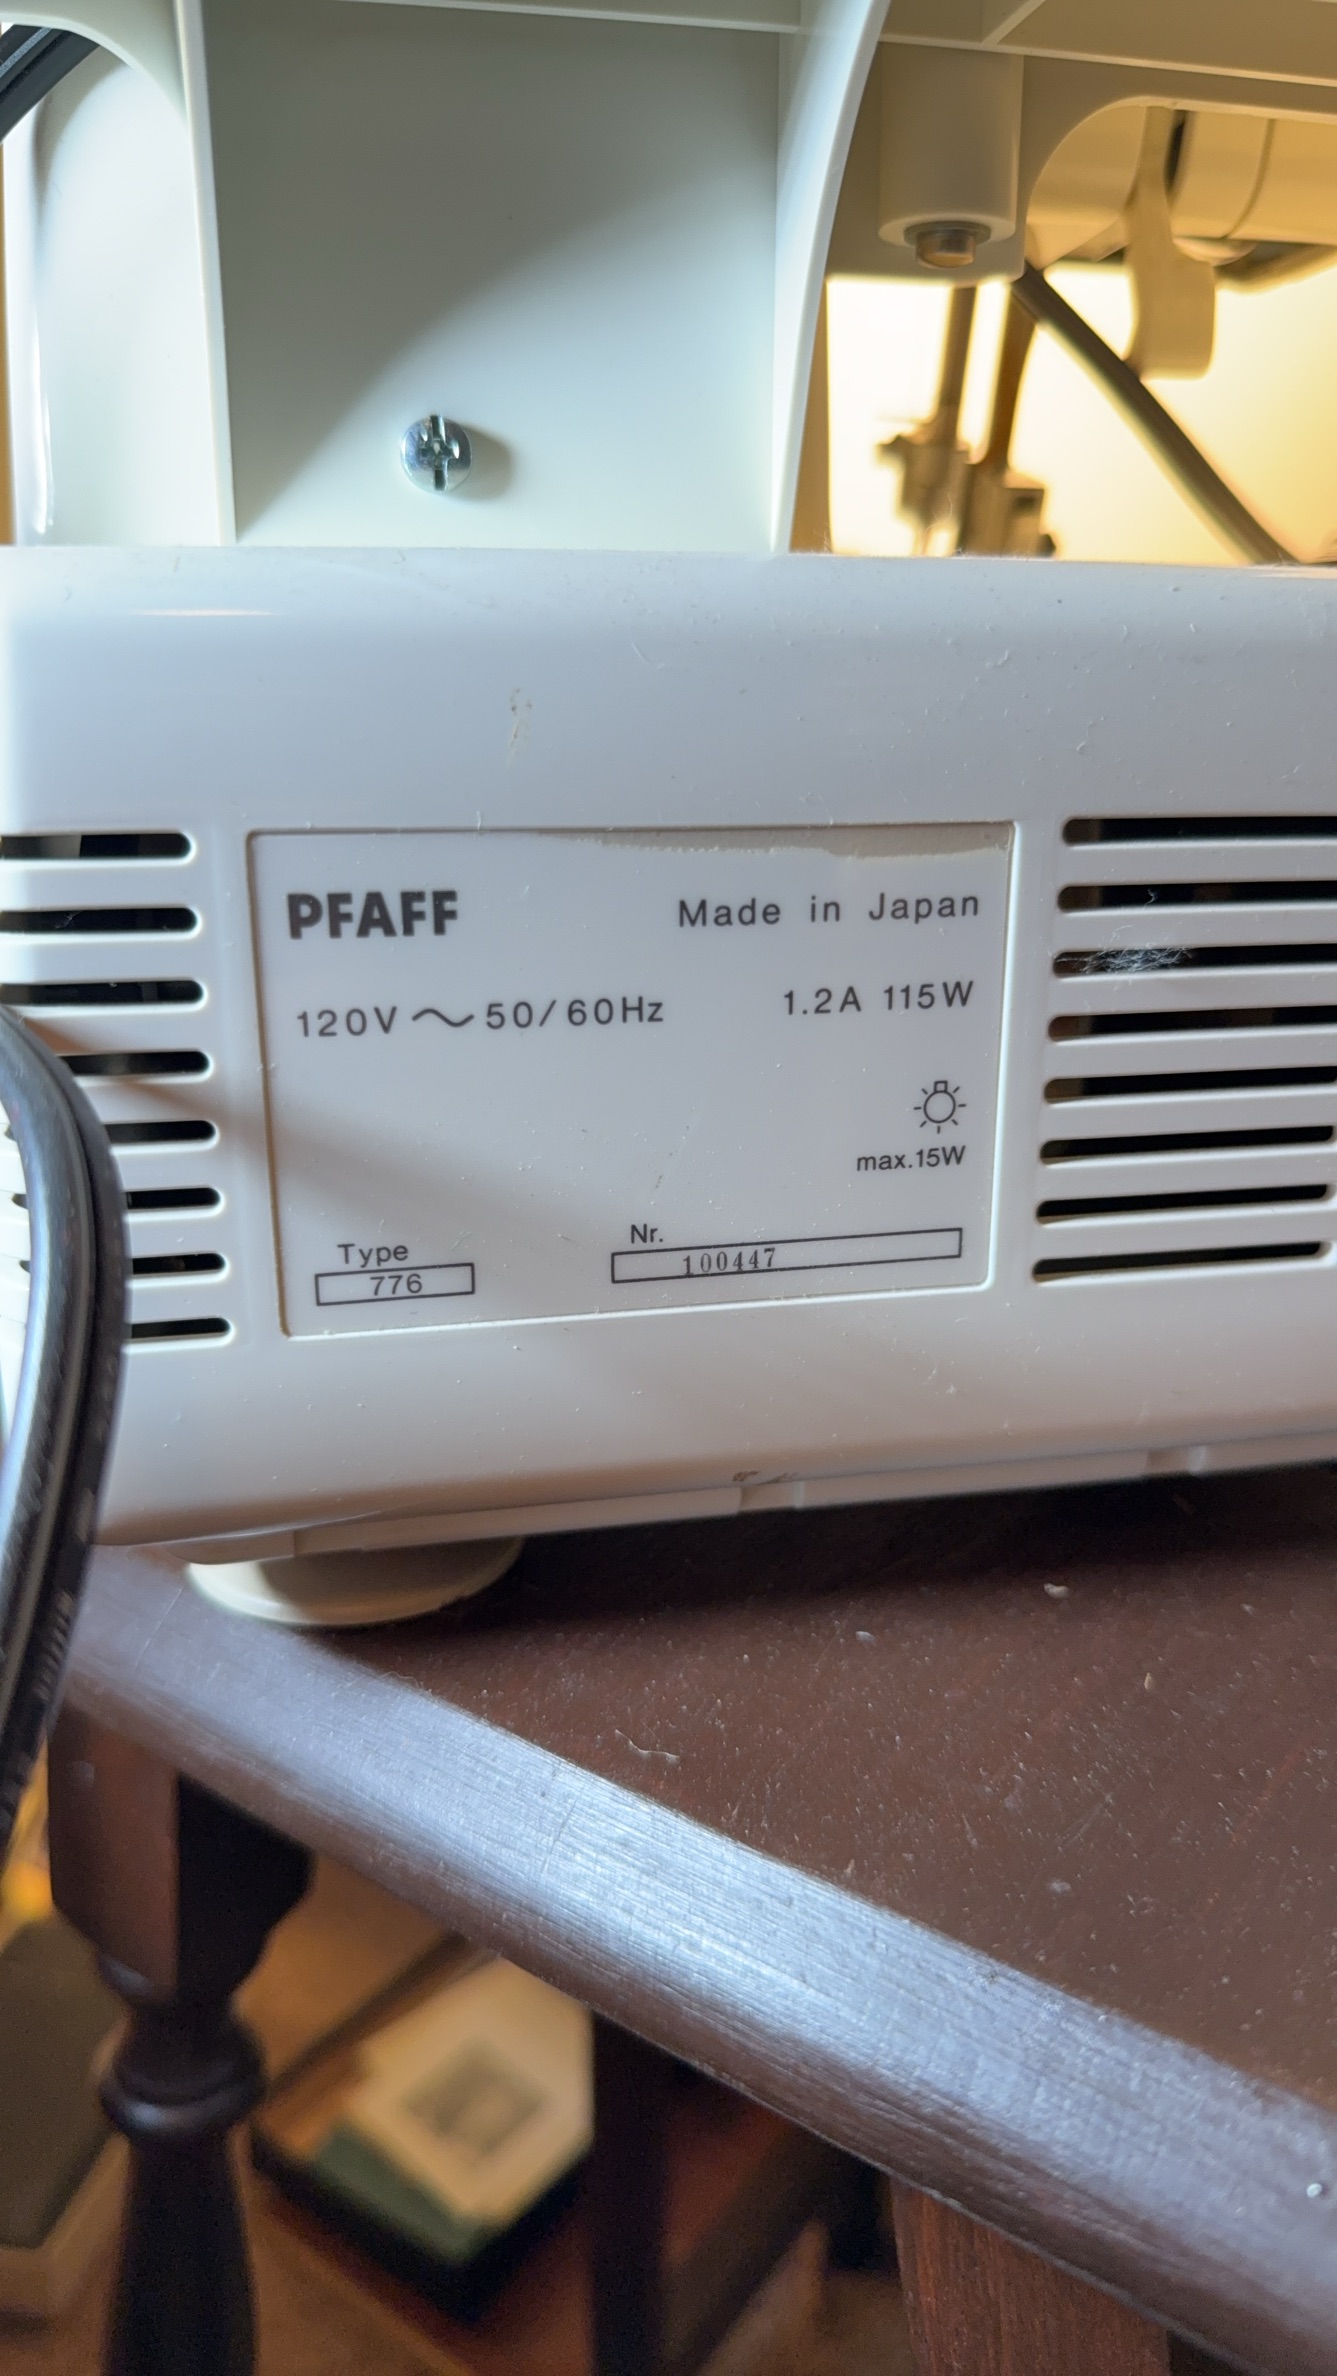 PFAFF Made in Japan
120V ～ 50/60Hz 1.2A 115W
max.15W
Type Nr.
776 100447